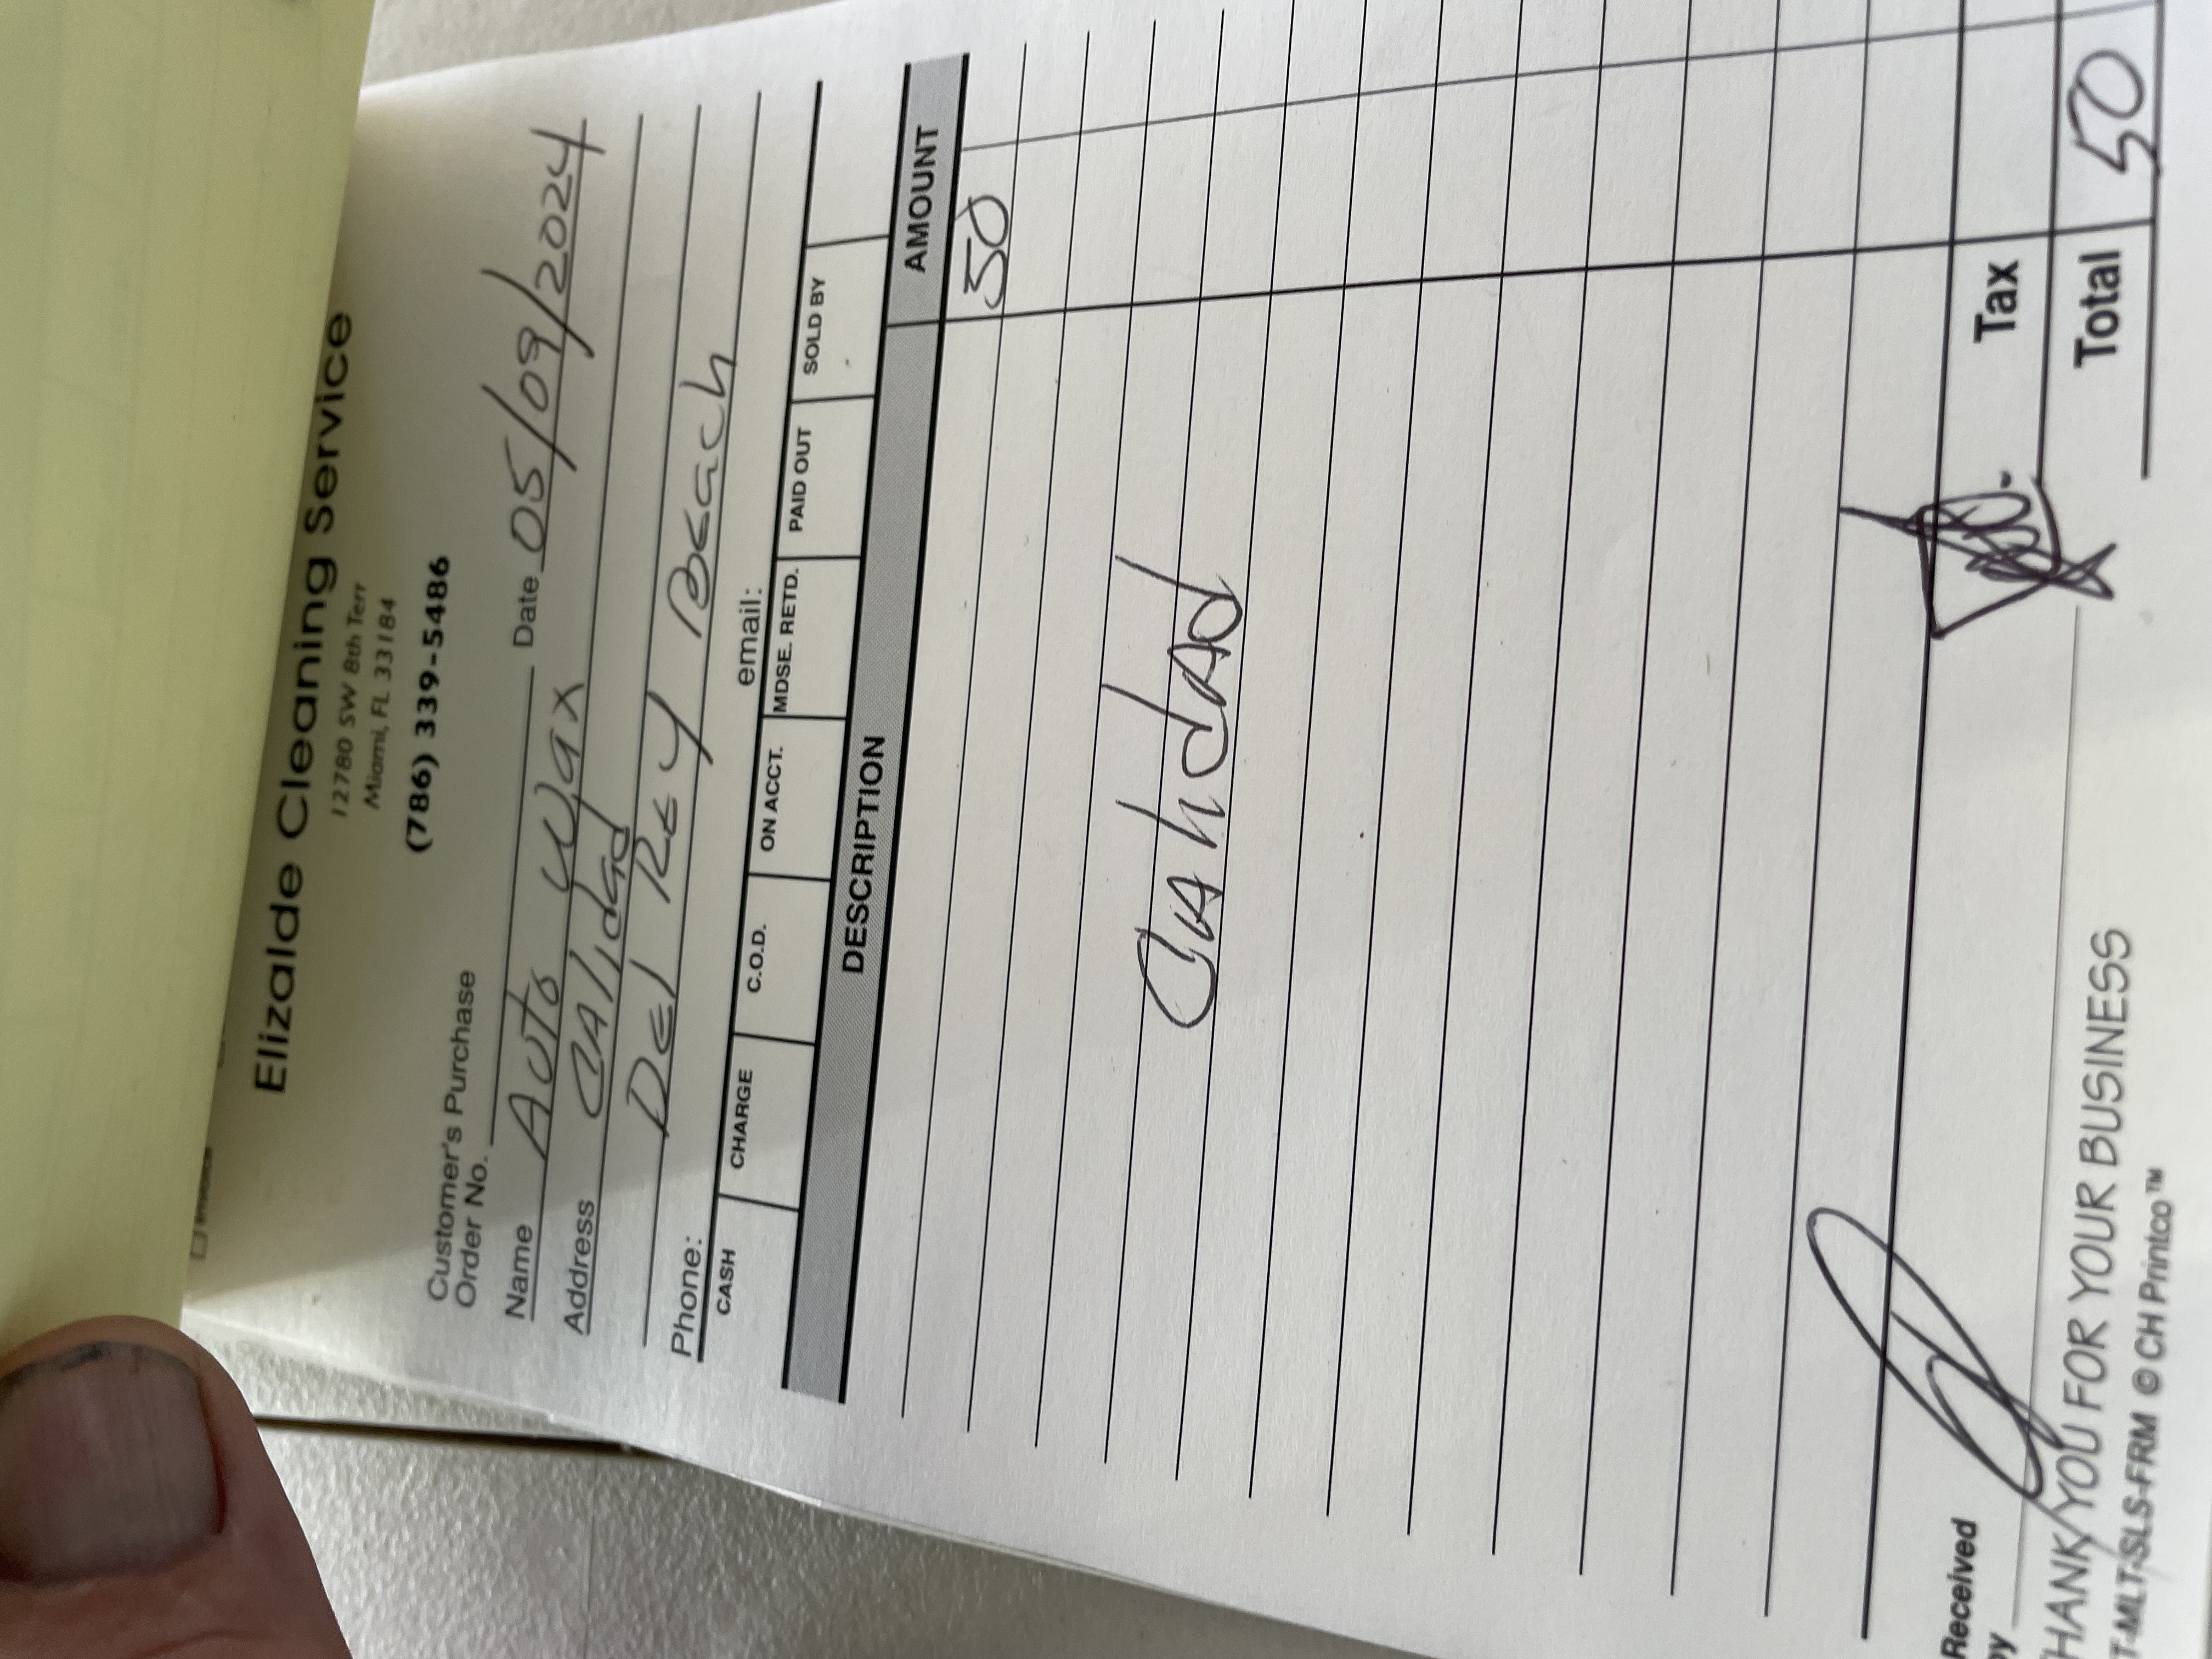 Elizalde Cleaning Service
12780 SW 8th Terr
Miami, FL 33184
(786) 339-5486
Customer's Purchase
Order No. Date 05/09/2024
Name Auto Wax
Address CALidad
DEL REY BEach
Phone: email:
CASH CHARGE C.O.D. ON ACCT. MDSE. RETD. PAID OUT SOLD BY
DESCRIPTION AMOUNT
50
Tax
Total 50
Received
THANK YOU FOR YOUR BUSINESS
T-MLT-SLS-FRM © CH Printco™